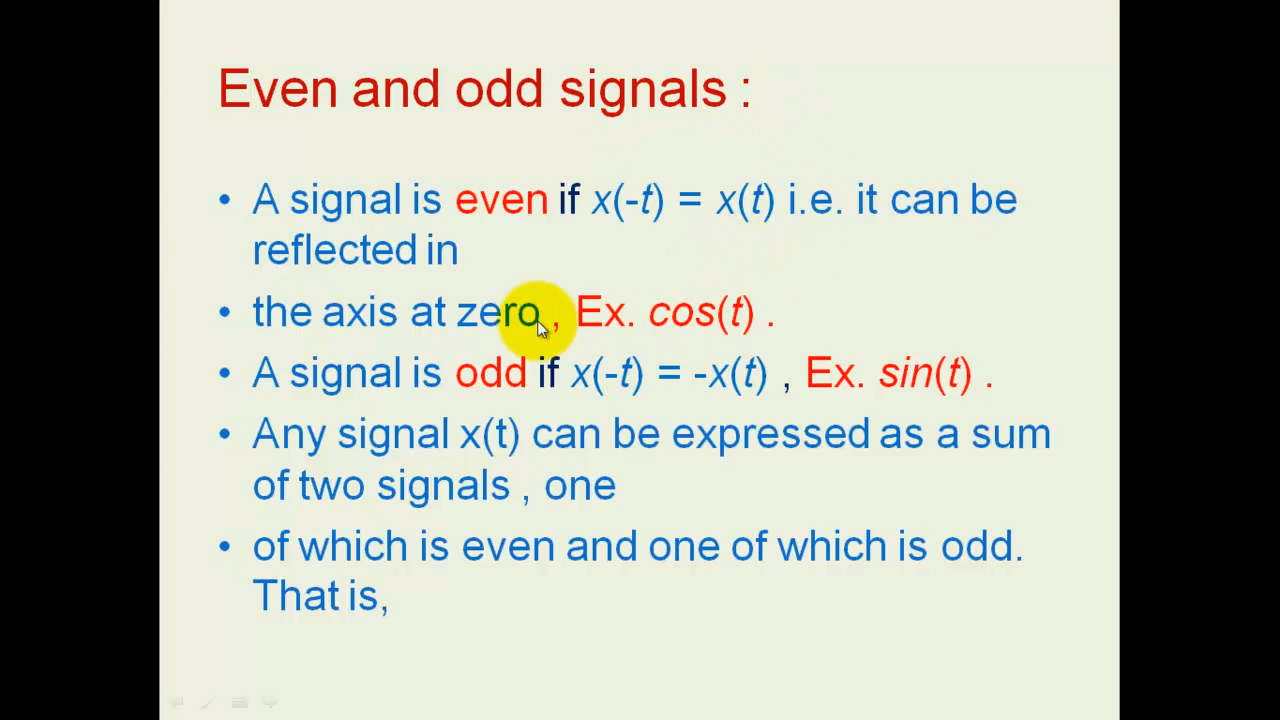 Even and odd signals :
• A signal is even if x(-t) = x(t) i.e. it can be
reflected in
• the axis at zero , Ex. cos(t) .
• A signal is odd if x(-t) = -x(t) , Ex. sin(t) .
• Any signal x(t) can be expressed as a sum
of two signals , one
• of which is even and one of which is odd.
That is,